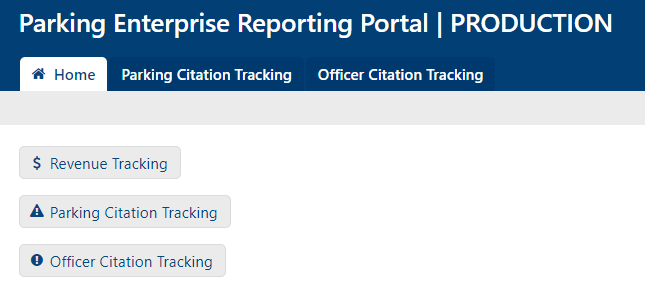 Parking Enterprise Reporting Portal | PRODUCTION
Home Parking Citation Tracking Officer Citation Tracking
$ Revenue Tracking
Parking Citation Tracking
Officer Citation Tracking